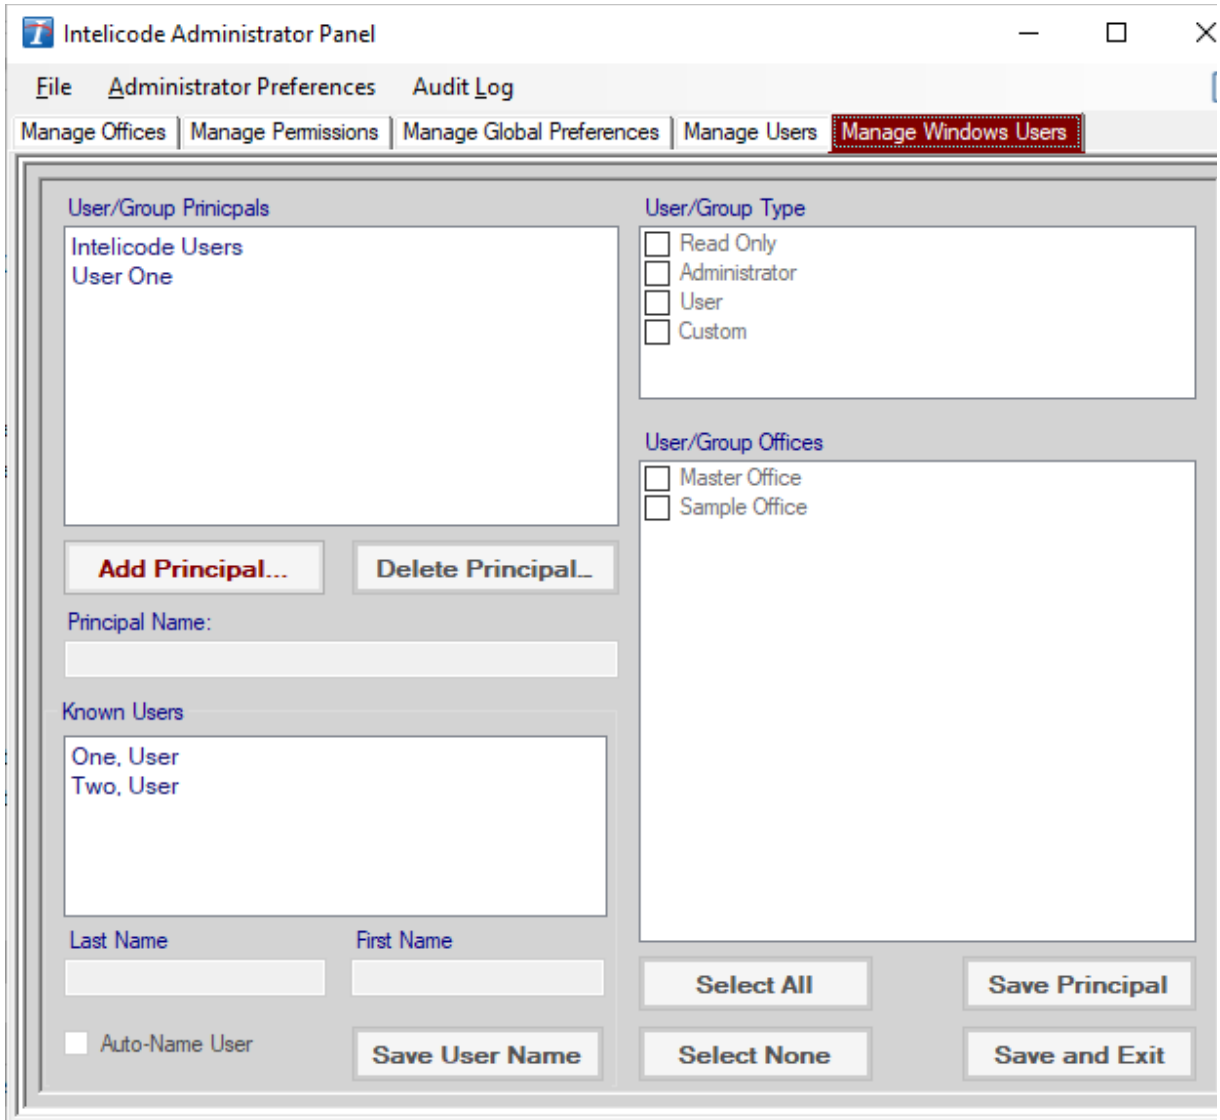 Intelicode Administrator Panel
File Administrator Preferences Audit Log
Manage Offices Manage Permissions Manage Global Preferences Manage Users Manage Windows Users
User/Group Prinicpals
Intelicode Users
User One
Add Principal... Delete Principal...
Principal Name:
Known Users
One, User
Two, User
Last Name First Name
Auto-Name User Save User Name
User/Group Type
Read Only
Administrator
User
Custom
User/Group Offices
Master Office
Sample Office
Select All Save Principal
Select None Save and Exit